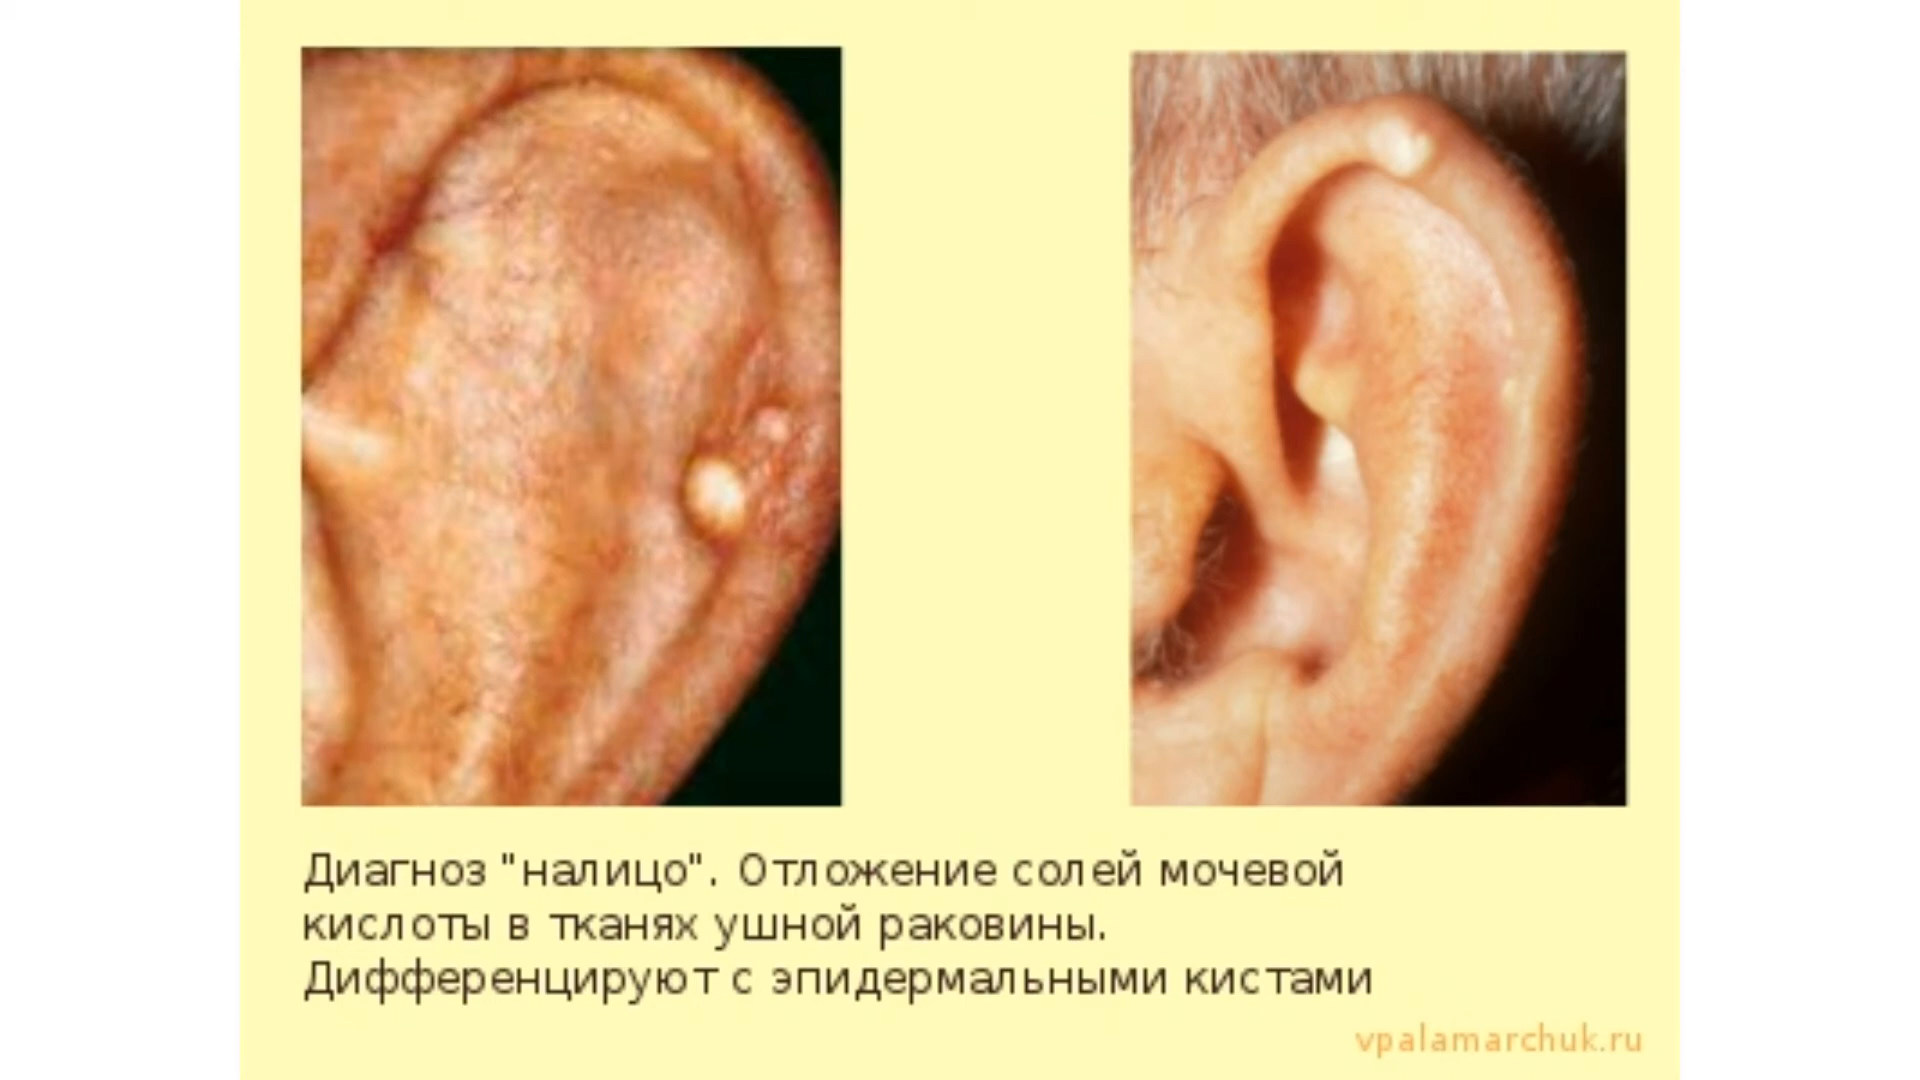 Диагноз "налицо". Отложение солей мочевой
кислоты в тканях ушной раковины.
Дифференцируют с эпидермальными кистами
vpalamarchuk.ru